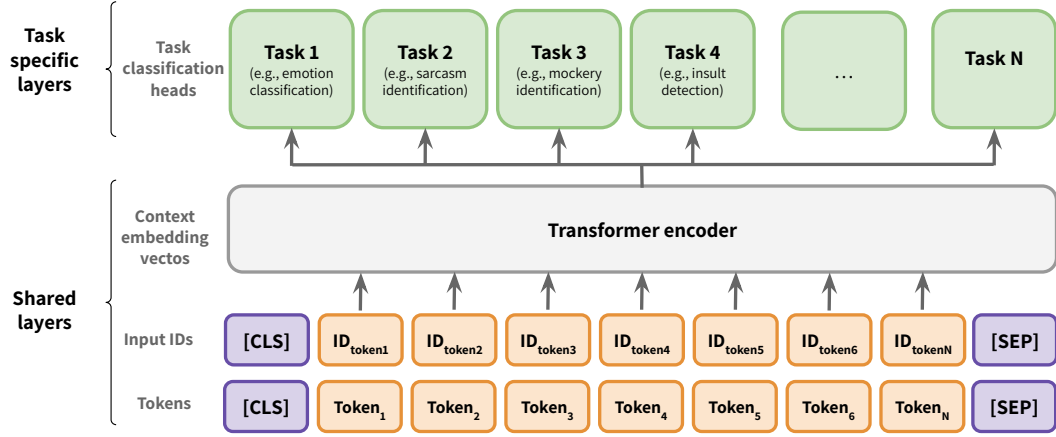 Task
specific
layers
Task
classification
heads
Task 1
(e.g., emotion
classification)
Task 2
(e.g., sarcasm
identification)
Task 3
(e.g., mockery
identification)
Task 4
(e.g., insult
detection)
...
Task N
Shared
layers
Context
embedding
vectos
Transformer encoder
Input IDs
[CLS] IDtoken1 IDtoken2 IDtoken3 IDtoken4 IDtoken5 IDtoken6 IDtokenN [SEP]
Tokens
[CLS] Token1 Token2 Token3 Token4 Token5 Token6 TokenN [SEP]